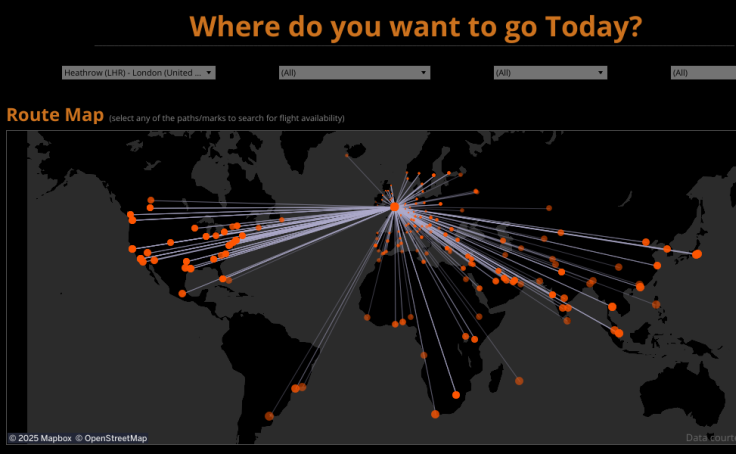 Where do you want to go Today?
Heathrow (LHR) - London (United ...
(All)
(All)
(All)
Route Map (select any of the paths/marks to search for flight availability)
© 2025 Mapbox © OpenStreetMap
Data